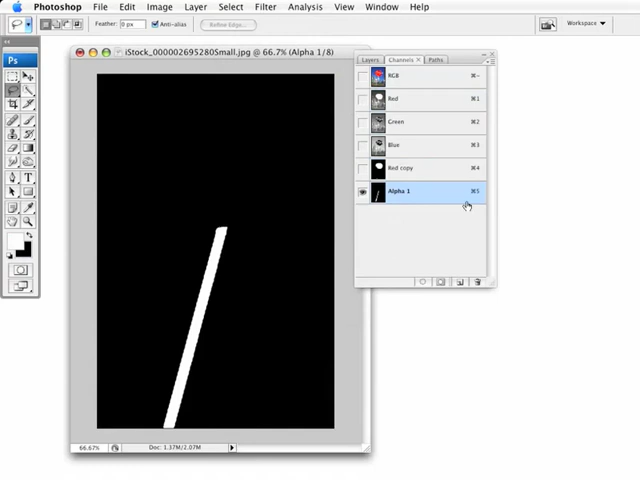 Photoshop File Edit Image Layer Select Filter Analysis View Window Help
Feather: 0 px Anti-alias Refine Edge... Workspace
iStock_000002695280Small.jpg @ 66.7% (Alpha 1/8)
Ps
Layers Channels × Paths
RGB ⌘~
Red ⌘1
Green ⌘2
Blue ⌘3
Red copy ⌘4
Alpha 1 ⌘5
66.67% Doc: 1.37M/2.07M